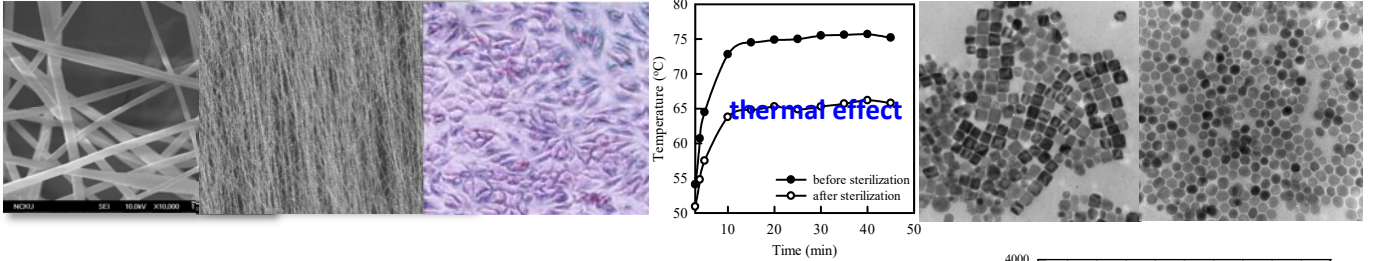 NCKU SEI 10.0kV X10,000
80
75
70
65
60
55
50
Temperature (°C)
thermal effect
before sterilization
after sterilization
10 20 30 40 50
Time (min)
4000